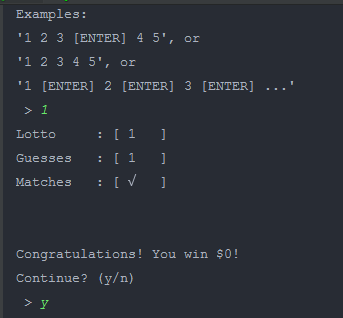 Examples:
'1 2 3 [ENTER] 4 5', or
'1 2 3 4 5', or
'1 [ENTER] 2 [ENTER] 3 [ENTER] ...'
> 1
Lotto : [ 1 ]
Guesses : [ 1 ]
Matches : [ √ ]
Congratulations! You win $0!
Continue? (y/n)
> y